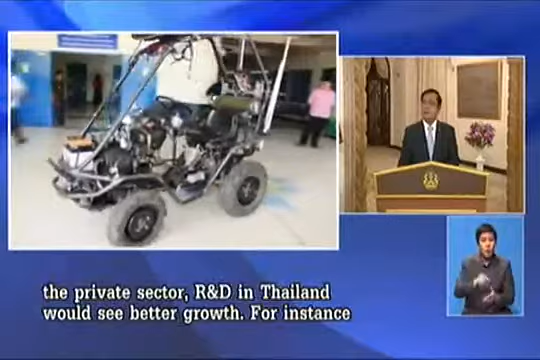 the private sector, R&D in Thailand
would see better growth. For instance